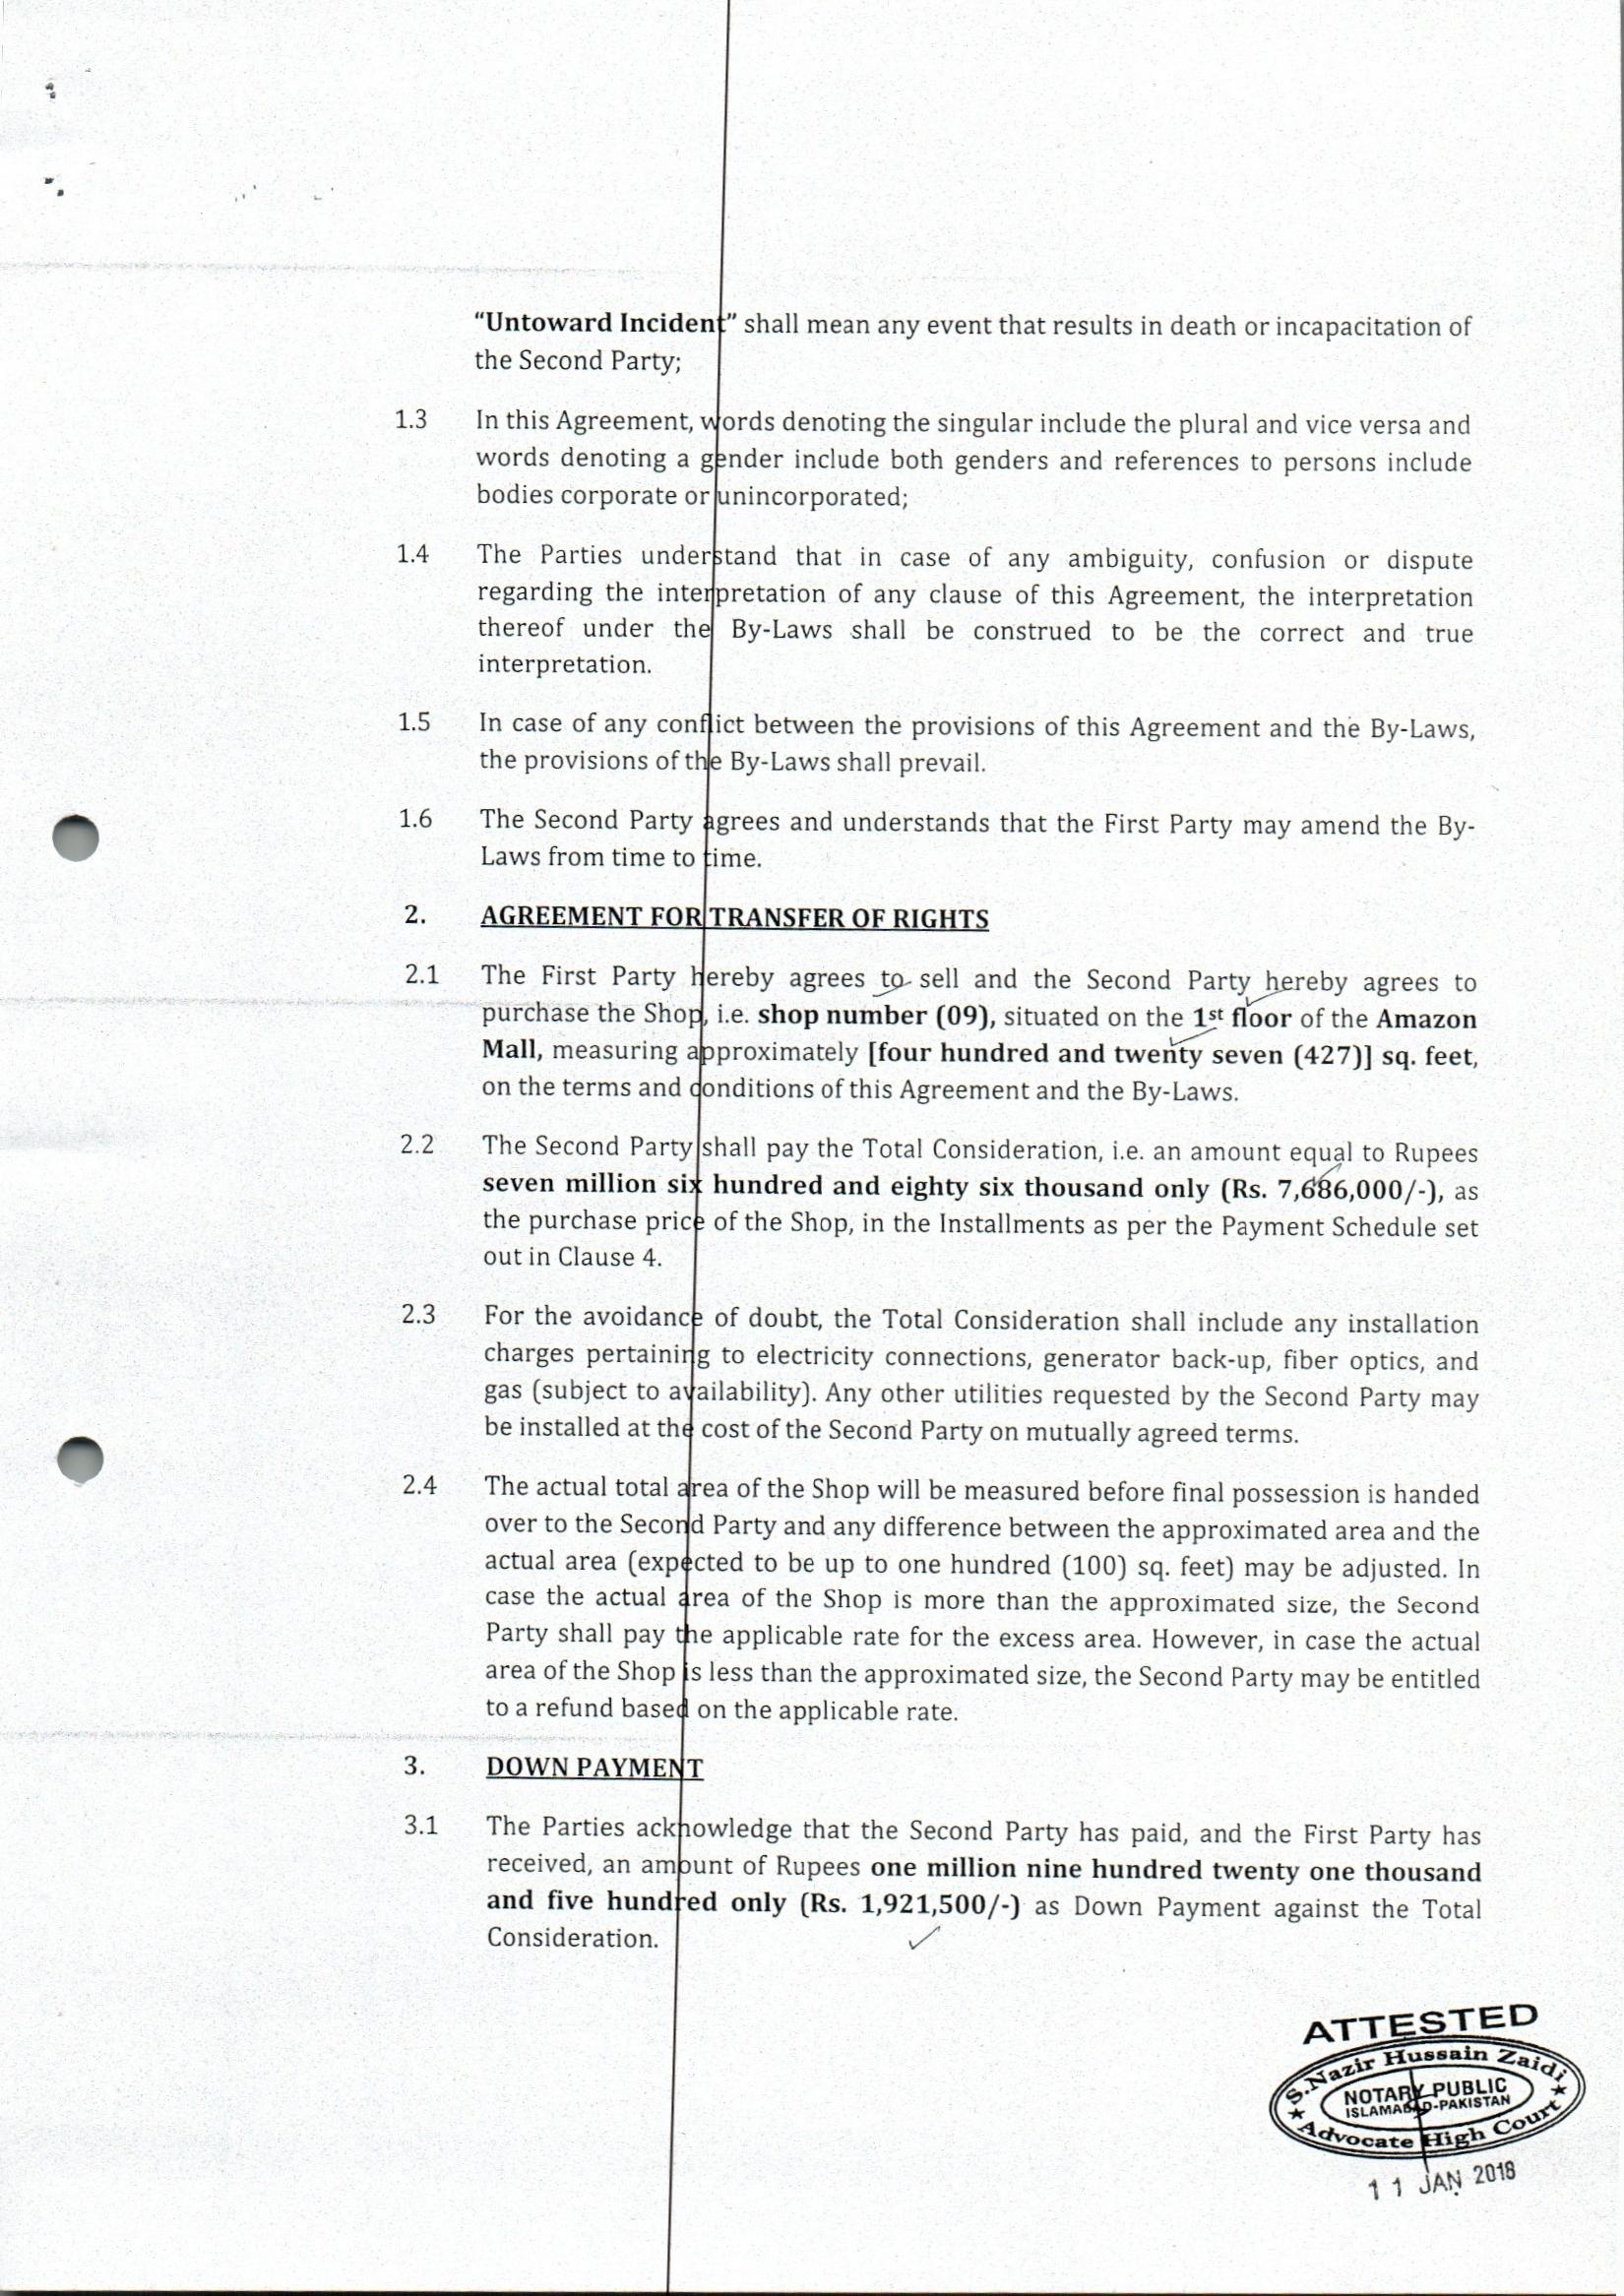 “Untoward Incident” shall mean any event that results in death or incapacitation of
the Second Party;
1.3 In this Agreement, words denoting the singular include the plural and vice versa and
words denoting a gender include both genders and references to persons include
bodies corporate or unincorporated;
1.4 The Parties understand that in case of any ambiguity, confusion or dispute
regarding the interpretation of any clause of this Agreement, the interpretation
thereof under the By-Laws shall be construed to be the correct and true
interpretation.
1.5 In case of any conflict between the provisions of this Agreement and the By-Laws,
the provisions of the By-Laws shall prevail.
1.6 The Second Party agrees and understands that the First Party may amend the By-
Laws from time to time.
2. AGREEMENT FOR TRANSFER OF RIGHTS
2.1 The First Party hereby agrees to sell and the Second Party hereby agrees to
purchase the Shop, i.e. shop number (09), situated on the 1st floor of the Amazon
Mall, measuring approximately [four hundred and twenty seven (427)] sq. feet,
on the terms and conditions of this Agreement and the By-Laws.
2.2 The Second Party shall pay the Total Consideration, i.e. an amount equal to Rupees
seven million six hundred and eighty six thousand only (Rs. 7,686,000/-), as
the purchase price of the Shop, in the Installments as per the Payment Schedule set
out in Clause 4.
2.3 For the avoidance of doubt, the Total Consideration shall include any installation
charges pertaining to electricity connections, generator back-up, fiber optics, and
gas (subject to availability). Any other utilities requested by the Second Party may
be installed at the cost of the Second Party on mutually agreed terms.
2.4 The actual total area of the Shop will be measured before final possession is handed
over to the Second Party and any difference between the approximated area and the
actual area (expected to be up to one hundred (100) sq. feet) may be adjusted. In
case the actual area of the Shop is more than the approximated size, the Second
Party shall pay the applicable rate for the excess area. However, in case the actual
area of the Shop is less than the approximated size, the Second Party may be entitled
to a refund based on the applicable rate.
3. DOWN PAYMENT
3.1 The Parties acknowledge that the Second Party has paid, and the First Party has
received, an amount of Rupees one million nine hundred twenty one thousand
and five hundred only (Rs. 1,921,500/-) as Down Payment against the Total
Consideration.
ATTESTED
S.Nazir Hussain Zaidi
NOTARY PUBLIC
ISLAMABAD-PAKISTAN
★ Advocate High Court ★
11 JAN 2018